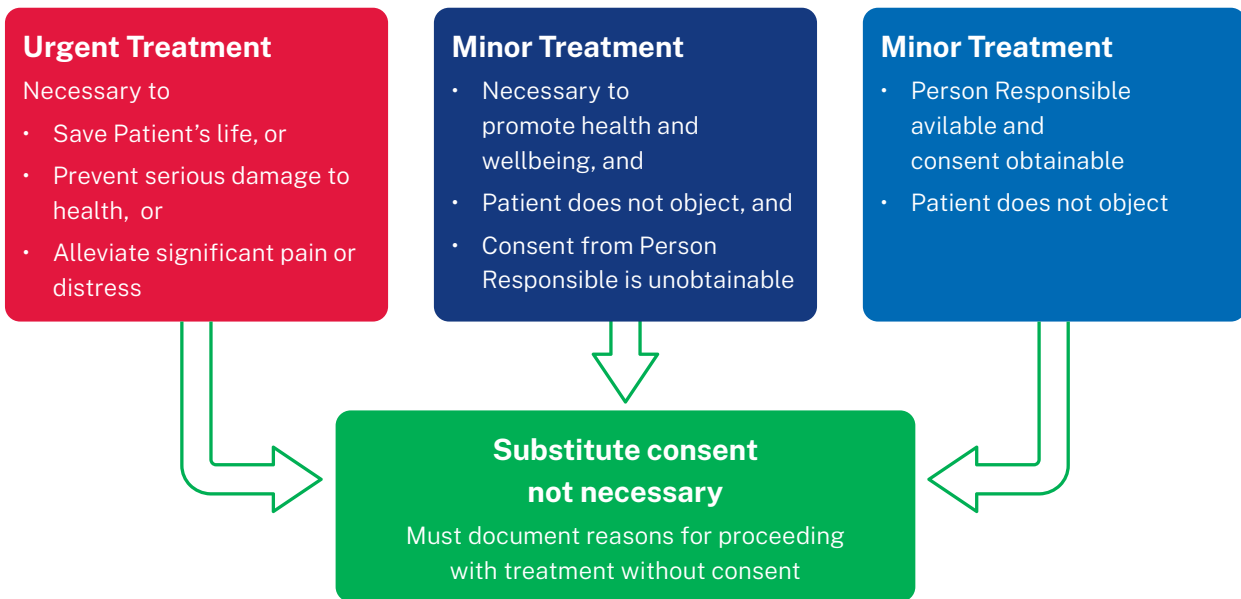 Urgent Treatment
Necessary to
• Save Patient’s life, or
• Prevent serious damage to
health,  or
• Alleviate significant pain or
distress
Minor Treatment
• Necessary to
promote health and
wellbeing, and
• Patient does not object, and
• Consent from Person
Responsible is unobtainable
Minor Treatment
• Person Responsible
avilable and
consent obtainable
• Patient does not object
Substitute consent
not necessary
Must document reasons for proceeding
with treatment without consent